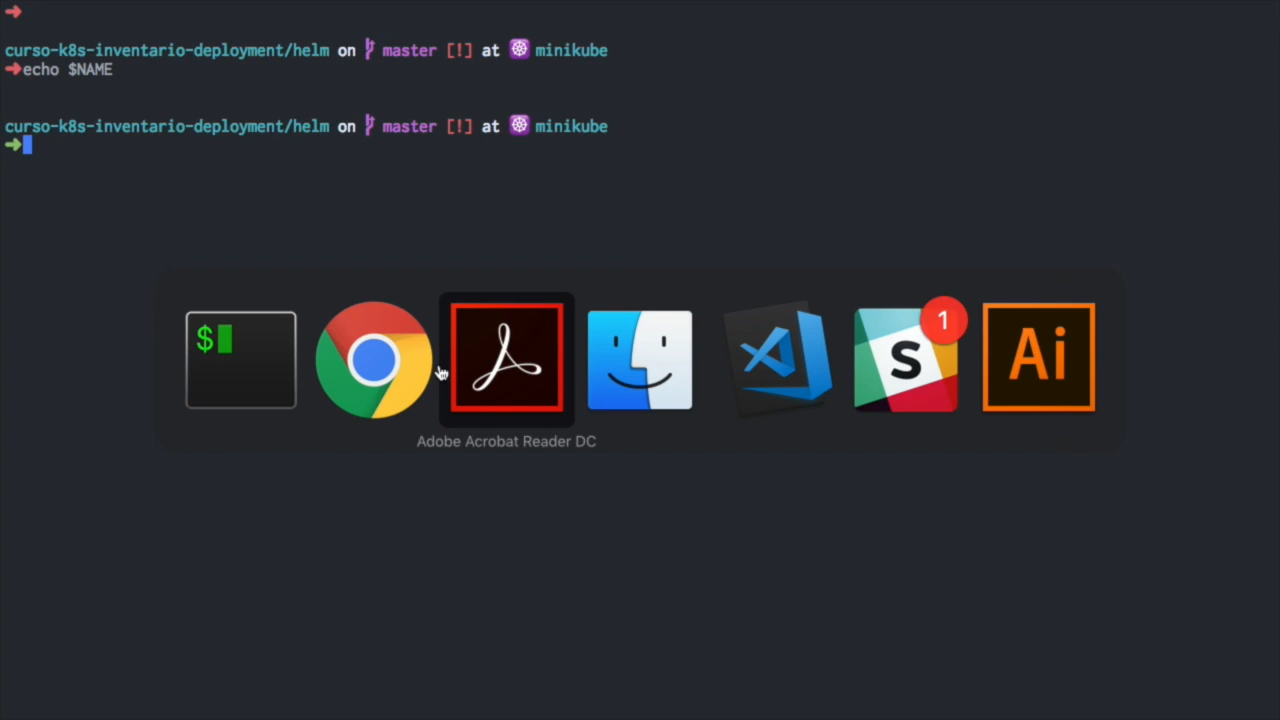 ➜
curso-k8s-inventario-deployment/helm on master [!] at ☸ minikube
➜echo $NAME
curso-k8s-inventario-deployment/helm on master [!] at ☸ minikube
➜
$
S
1
Ai
Adobe Acrobat Reader DC